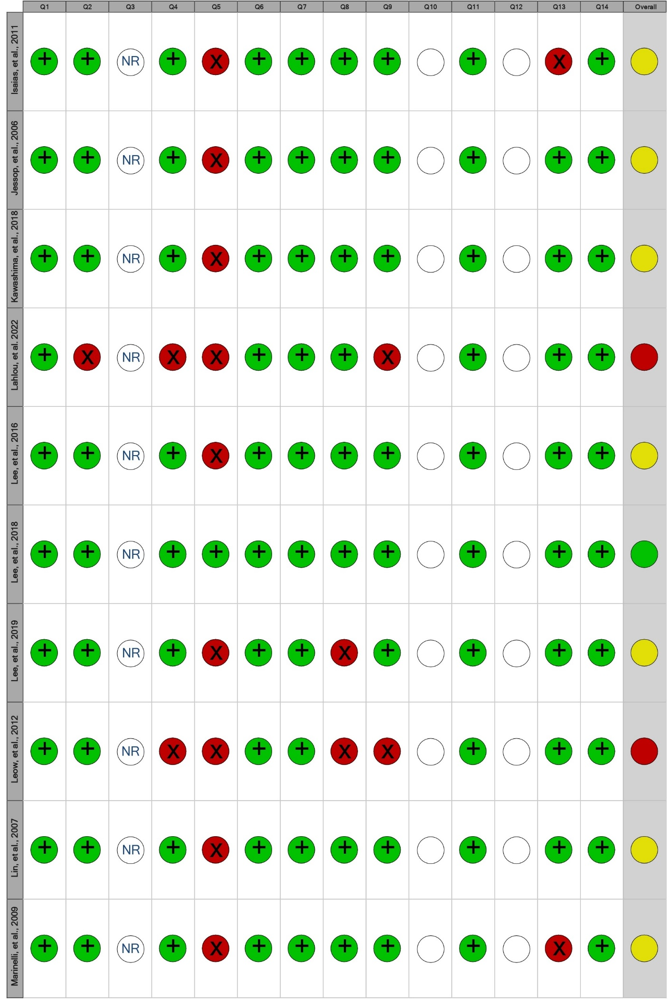 Q1 Q2 Q3 Q4 Q5 Q6 Q7 Q8 Q9 Q10 Q11 Q12 Q13 Q14 Overall
Isaias, et al., 2011 + + NR + X + + + + + X +
Jessop, et al., 2006 + + NR + X + + + + + + +
Kawashima, et al., 2018 + + NR + X + + + + + + +
Lahlou, et al. 2022 + X NR X X + + + X + + +
Lee, et al., 2016 + + NR + X + + + + + + +
Lee, et al., 2018 + + NR + + + + + + + + +
Lee, et al., 2019 + + NR + X + + X + + + +
Leow, et al., 2012 + + NR X X + + X X + + +
Lin, et al., 2007 + + NR + X + + + + + + +
Marinelli, et al., 2009 + + NR + X + + + + + X +